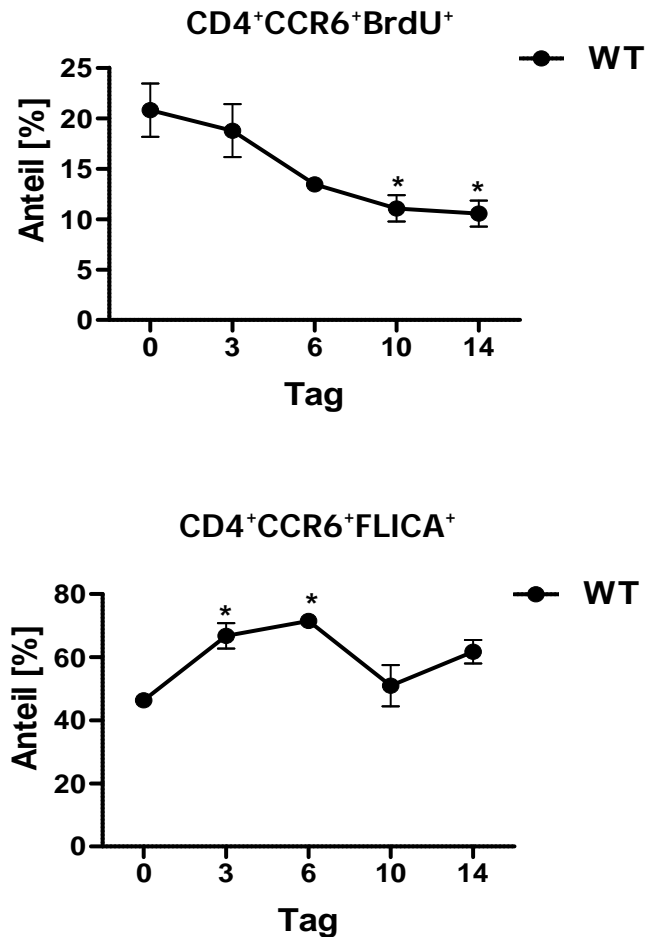 CD4⁺CCR6⁺BrdU⁺
WT
Anteil [%]
25
20
15
10
5
0
* *
0 3 6 10 14
Tag
CD4⁺CCR6⁺FLICA⁺
WT
Anteil [%]
80
60
40
20
0
* *
0 3 6 10 14
Tag